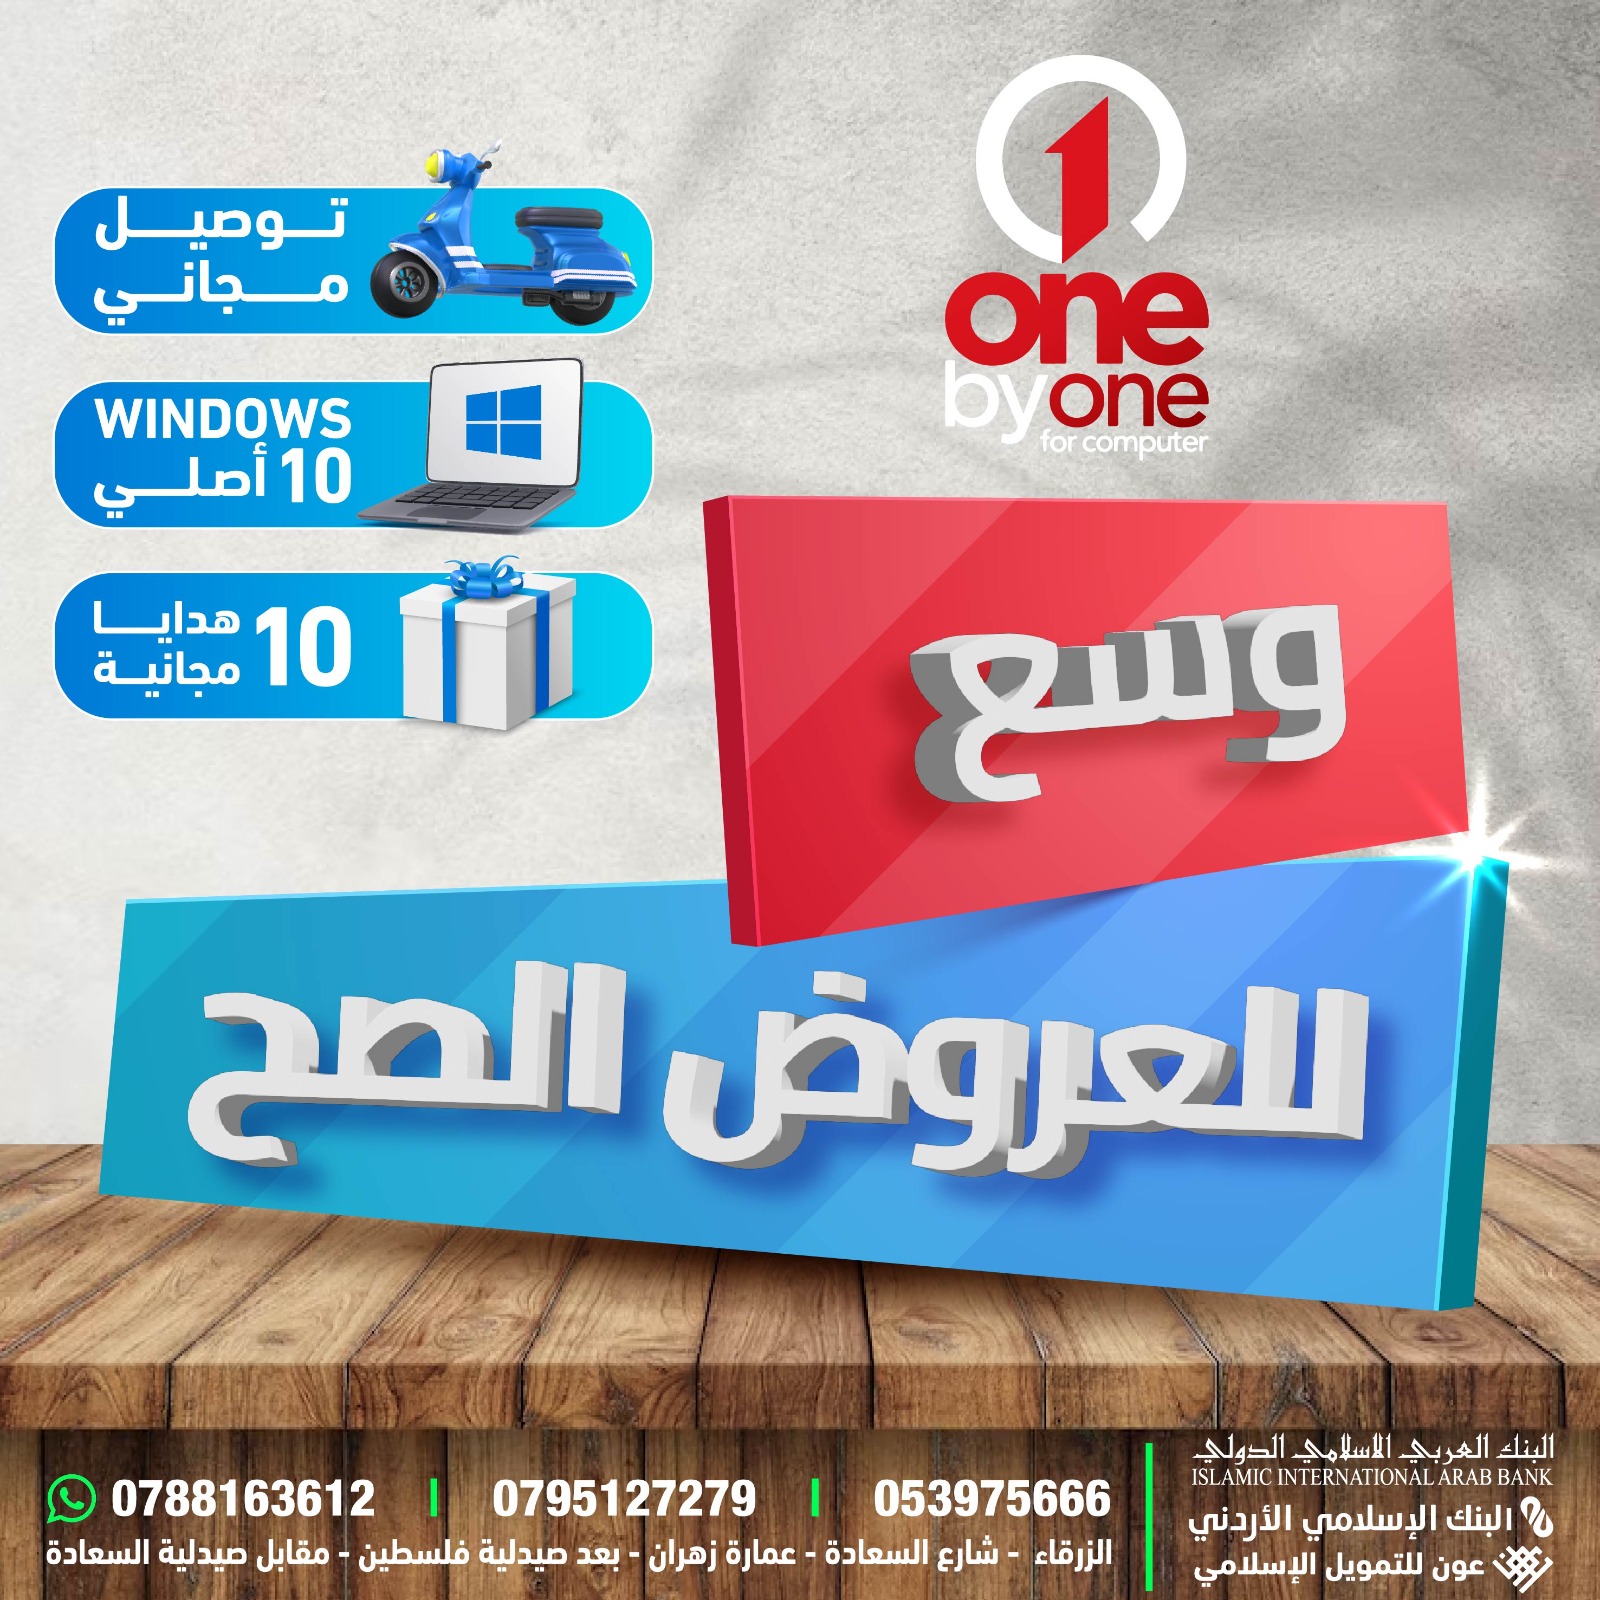 1
one
by one
for computer
توصيل
مجاني
WINDOWS
10 أصلي
10 هدايا
مجانية
وسع
للعروض الصح
البنك العربي الاسلامي الدولي
ISLAMIC INTERNATIONAL ARAB BANK
البنك الإسلامي الأردني
عون للتمويل الإسلامي
0788163612 | 0795127279 | 053975666
الزرقاء - شارع السعادة - عمارة زهران - بعد صيدلية فلسطين - مقابل صيدلية السعادة